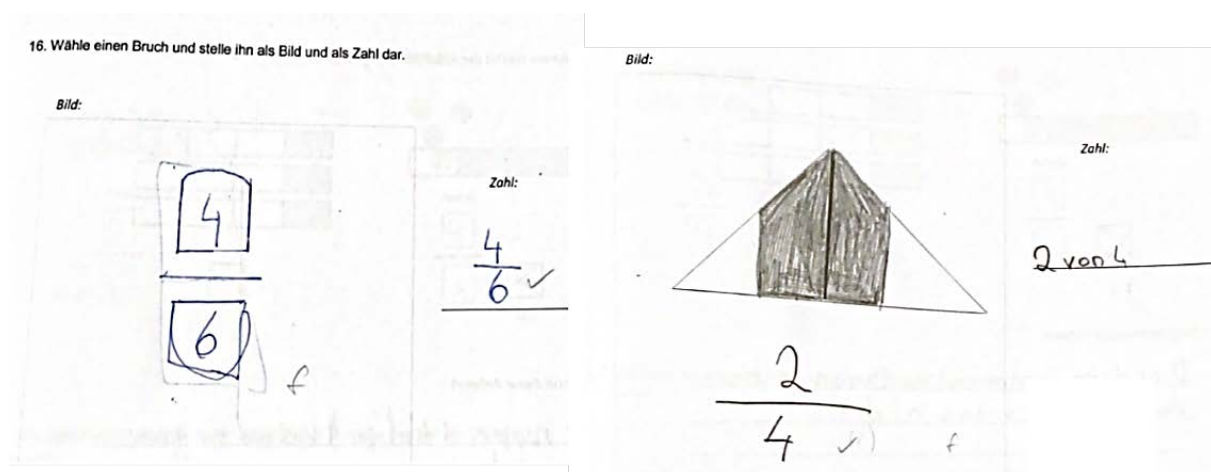 16. Wähle einen Bruch und stelle ihn als Bild und als Zahl dar.
Bild:
4
6
f
Zahl:
4
6 ✓
Bild:
2
4 ✓
f
Zahl:
2 von 4